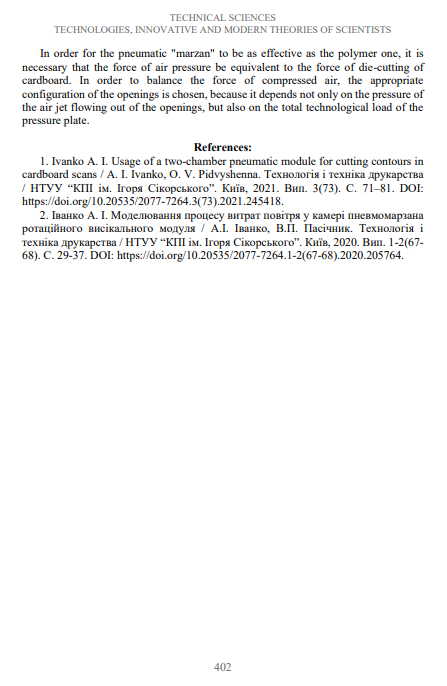 TECHNICAL SCIENCES
TECHNOLOGIES, INNOVATIVE AND MODERN THEORIES OF SCIENTISTS
In order for the pneumatic "marzan" to be as effective as the polymer one, it is
necessary that the force of air pressure be equivalent to the force of die-cutting of
cardboard. In order to balance the force of compressed air, the appropriate
configuration of the openings is chosen, because it depends not only on the pressure of
the air jet flowing out of the openings, but also on the total technological load of the
pressure plate.
References:
1. Ivanko A. I. Usage of a two-chamber pneumatic module for cutting contours in
cardboard scans / A. I. Ivanko, O. V. Pidvyshenna. Технологія і техніка друкарства
/ НТУУ “КПІ ім. Ігоря Сікорського”. Київ, 2021. Вип. 3(73). С. 71–81. DOI:
https://doi.org/10.20535/2077-7264.3(73).2021.245418.
2. Іванко А. І. Моделювання процесу витрат повітря у камері пневмомарзана
ротаційного висікального модуля / А.І. Іванко, В.П. Пасічник. Технологія і
техніка друкарства / НТУУ “КПІ ім. Ігоря Сікорського”. Київ, 2020. Вип. 1-2(67-
68). С. 29-37. DOI: https://doi.org/10.20535/2077-7264.1-2(67-68).2020.205764.
402